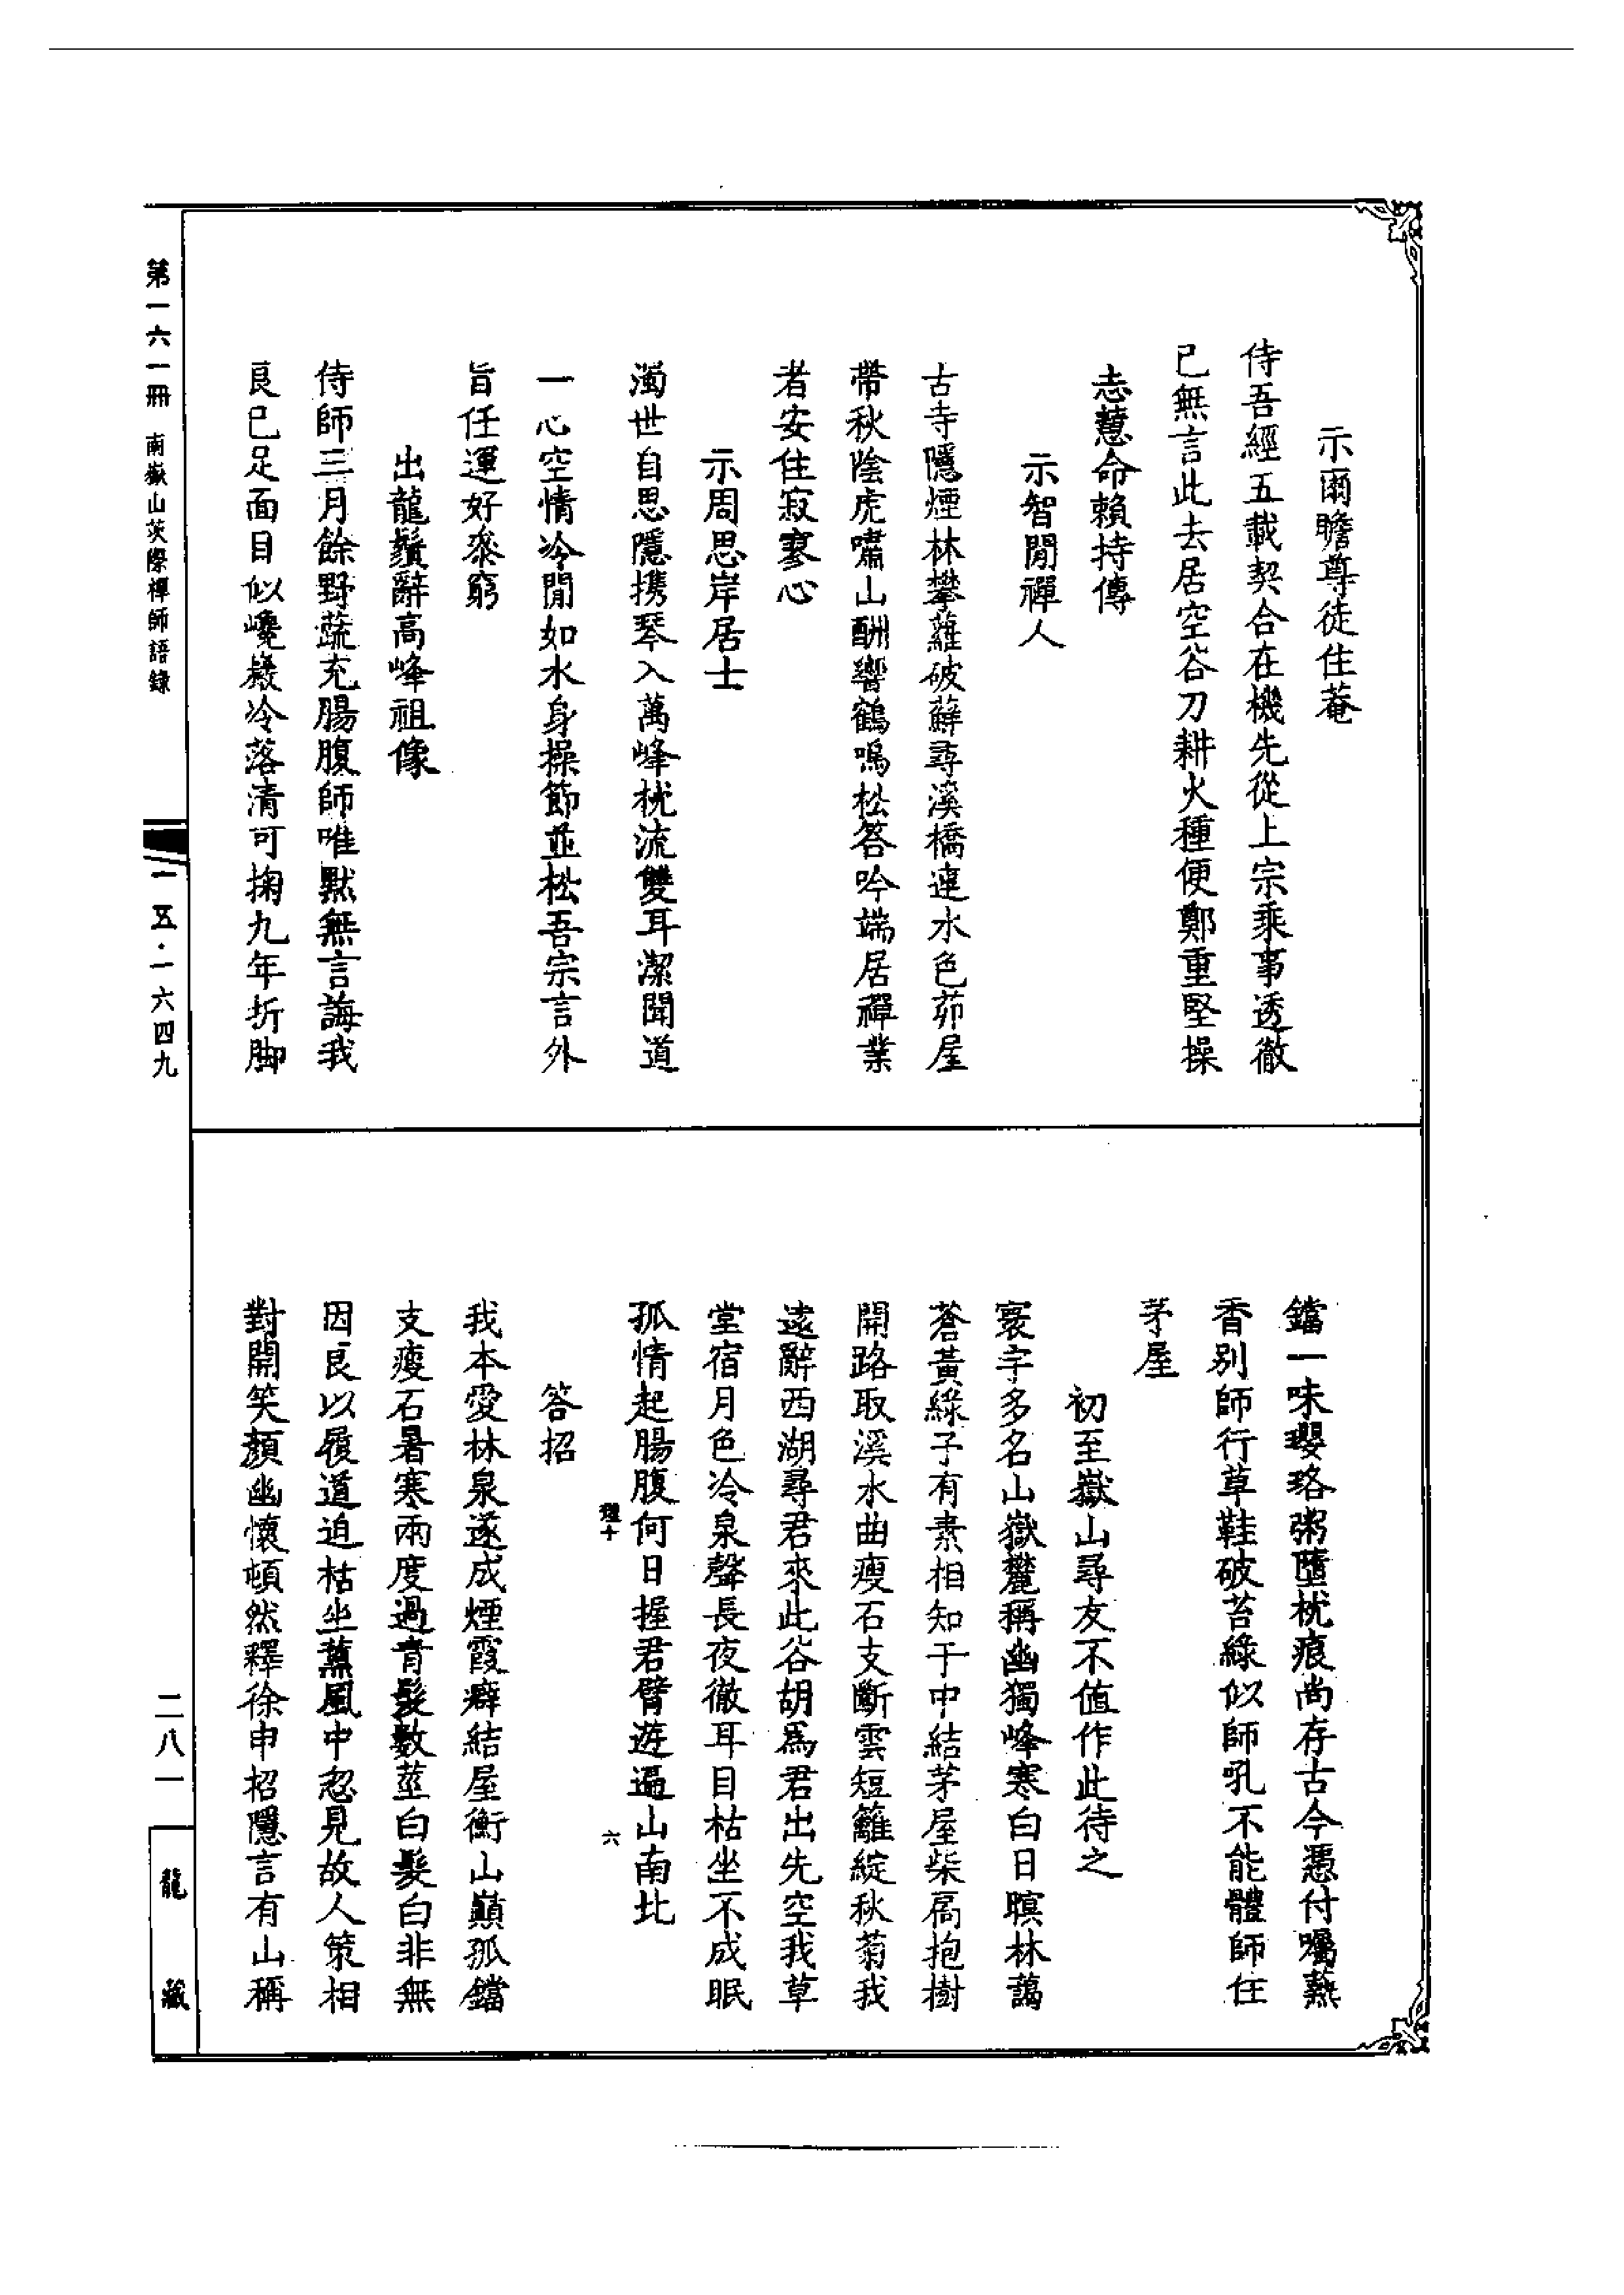 示爾瞻尊徒住菴
侍吾經五載契合在機先從上宗乘事透徹
已無言此去居空谷刀耕火種便鄭重堅操
志慧命賴持傳
示智閒禪人
古寺隱煙林攀蘿破蘚尋溪橋連水色茆屋
帶秋陰虎嘯山酬響鶴鳴松答吟端居禪業
者安住寂寥心
示周思岸居士
濁世自思隱携琴入萬峰枕流雙耳潔聞道
一心空情冷閒如水身操節並松吾宗言外
旨任運好叅窮
出龍鬚辭高峰祖像
侍師三月餘野蔬充腸腹師唯默無言誨我
良已足面目似巉巖冷落清可掬九年折脚
鐺一味瓔珞粥墮枕痕尚存古今憑付囑爇
香別師行草鞋破苔綠似師吼不能體師住
茅屋
初至嶽山尋友不值作此待之
寰宇多名山嶽麓稱幽獨峰寒白日暝林藹
蒼黃綠子有素相知于中結茅屋柴扄抱樹
開路取溪水曲瘦石支斷雲短籬綻秋菊我
遠辭西湖尋君來此谷胡為君出先空我草
堂宿月色冷泉聲長夜徹耳目枯坐不成眠
孤情起腸腹何日握君臂遊遍山南北
答招
我本愛林泉遂成煙霞癖結屋衡山巔孤鐺
支瘦石暑寒兩度過青髮數莖白髮白非無
因良以履道迫枯坐薰風中忽見故人策相
對開笑顏幽懷頓然釋徐申招隱言有山稱
六
第一六一冊 南嶽山茨際禪師語錄
一五·一六四九
二八一
龍藏